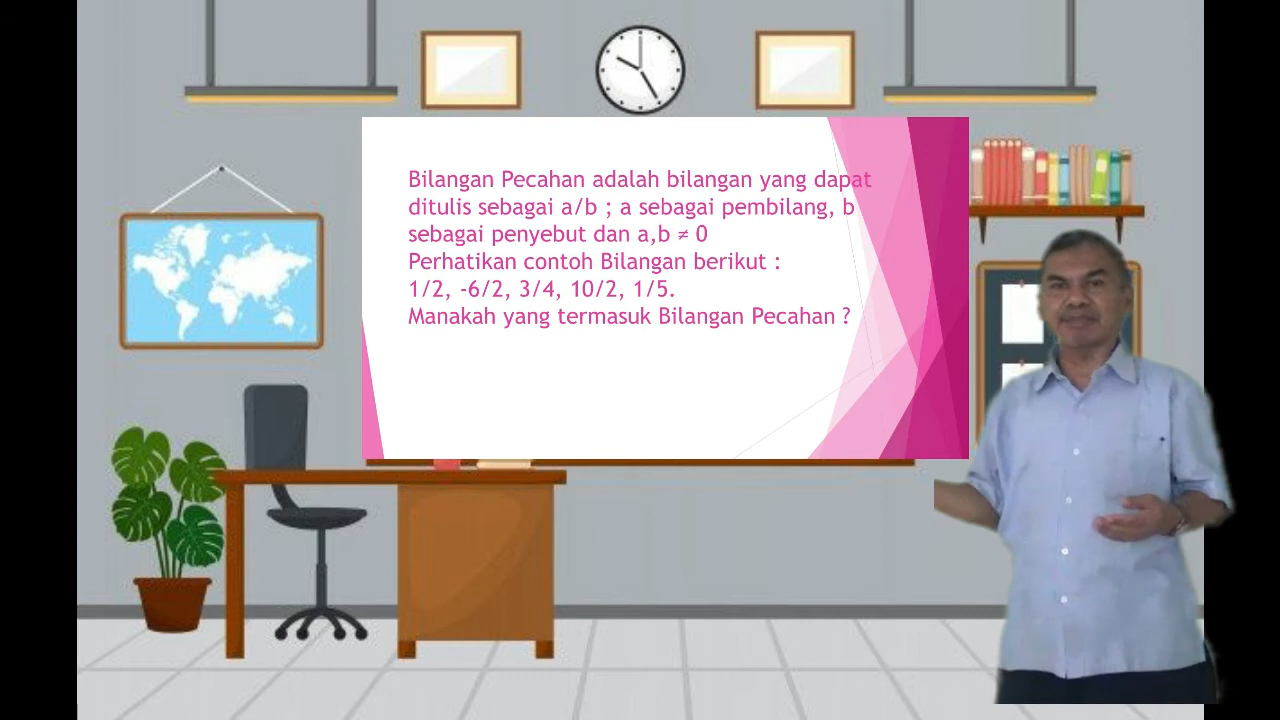 Bilangan Pecahan adalah bilangan yang dapat
ditulis sebagai a/b ; a sebagai pembilang, b
sebagai penyebut dan a,b ≠ 0
Perhatikan contoh Bilangan berikut :
1/2, -6/2, 3/4, 10/2, 1/5.
Manakah yang termasuk Bilangan Pecahan ?